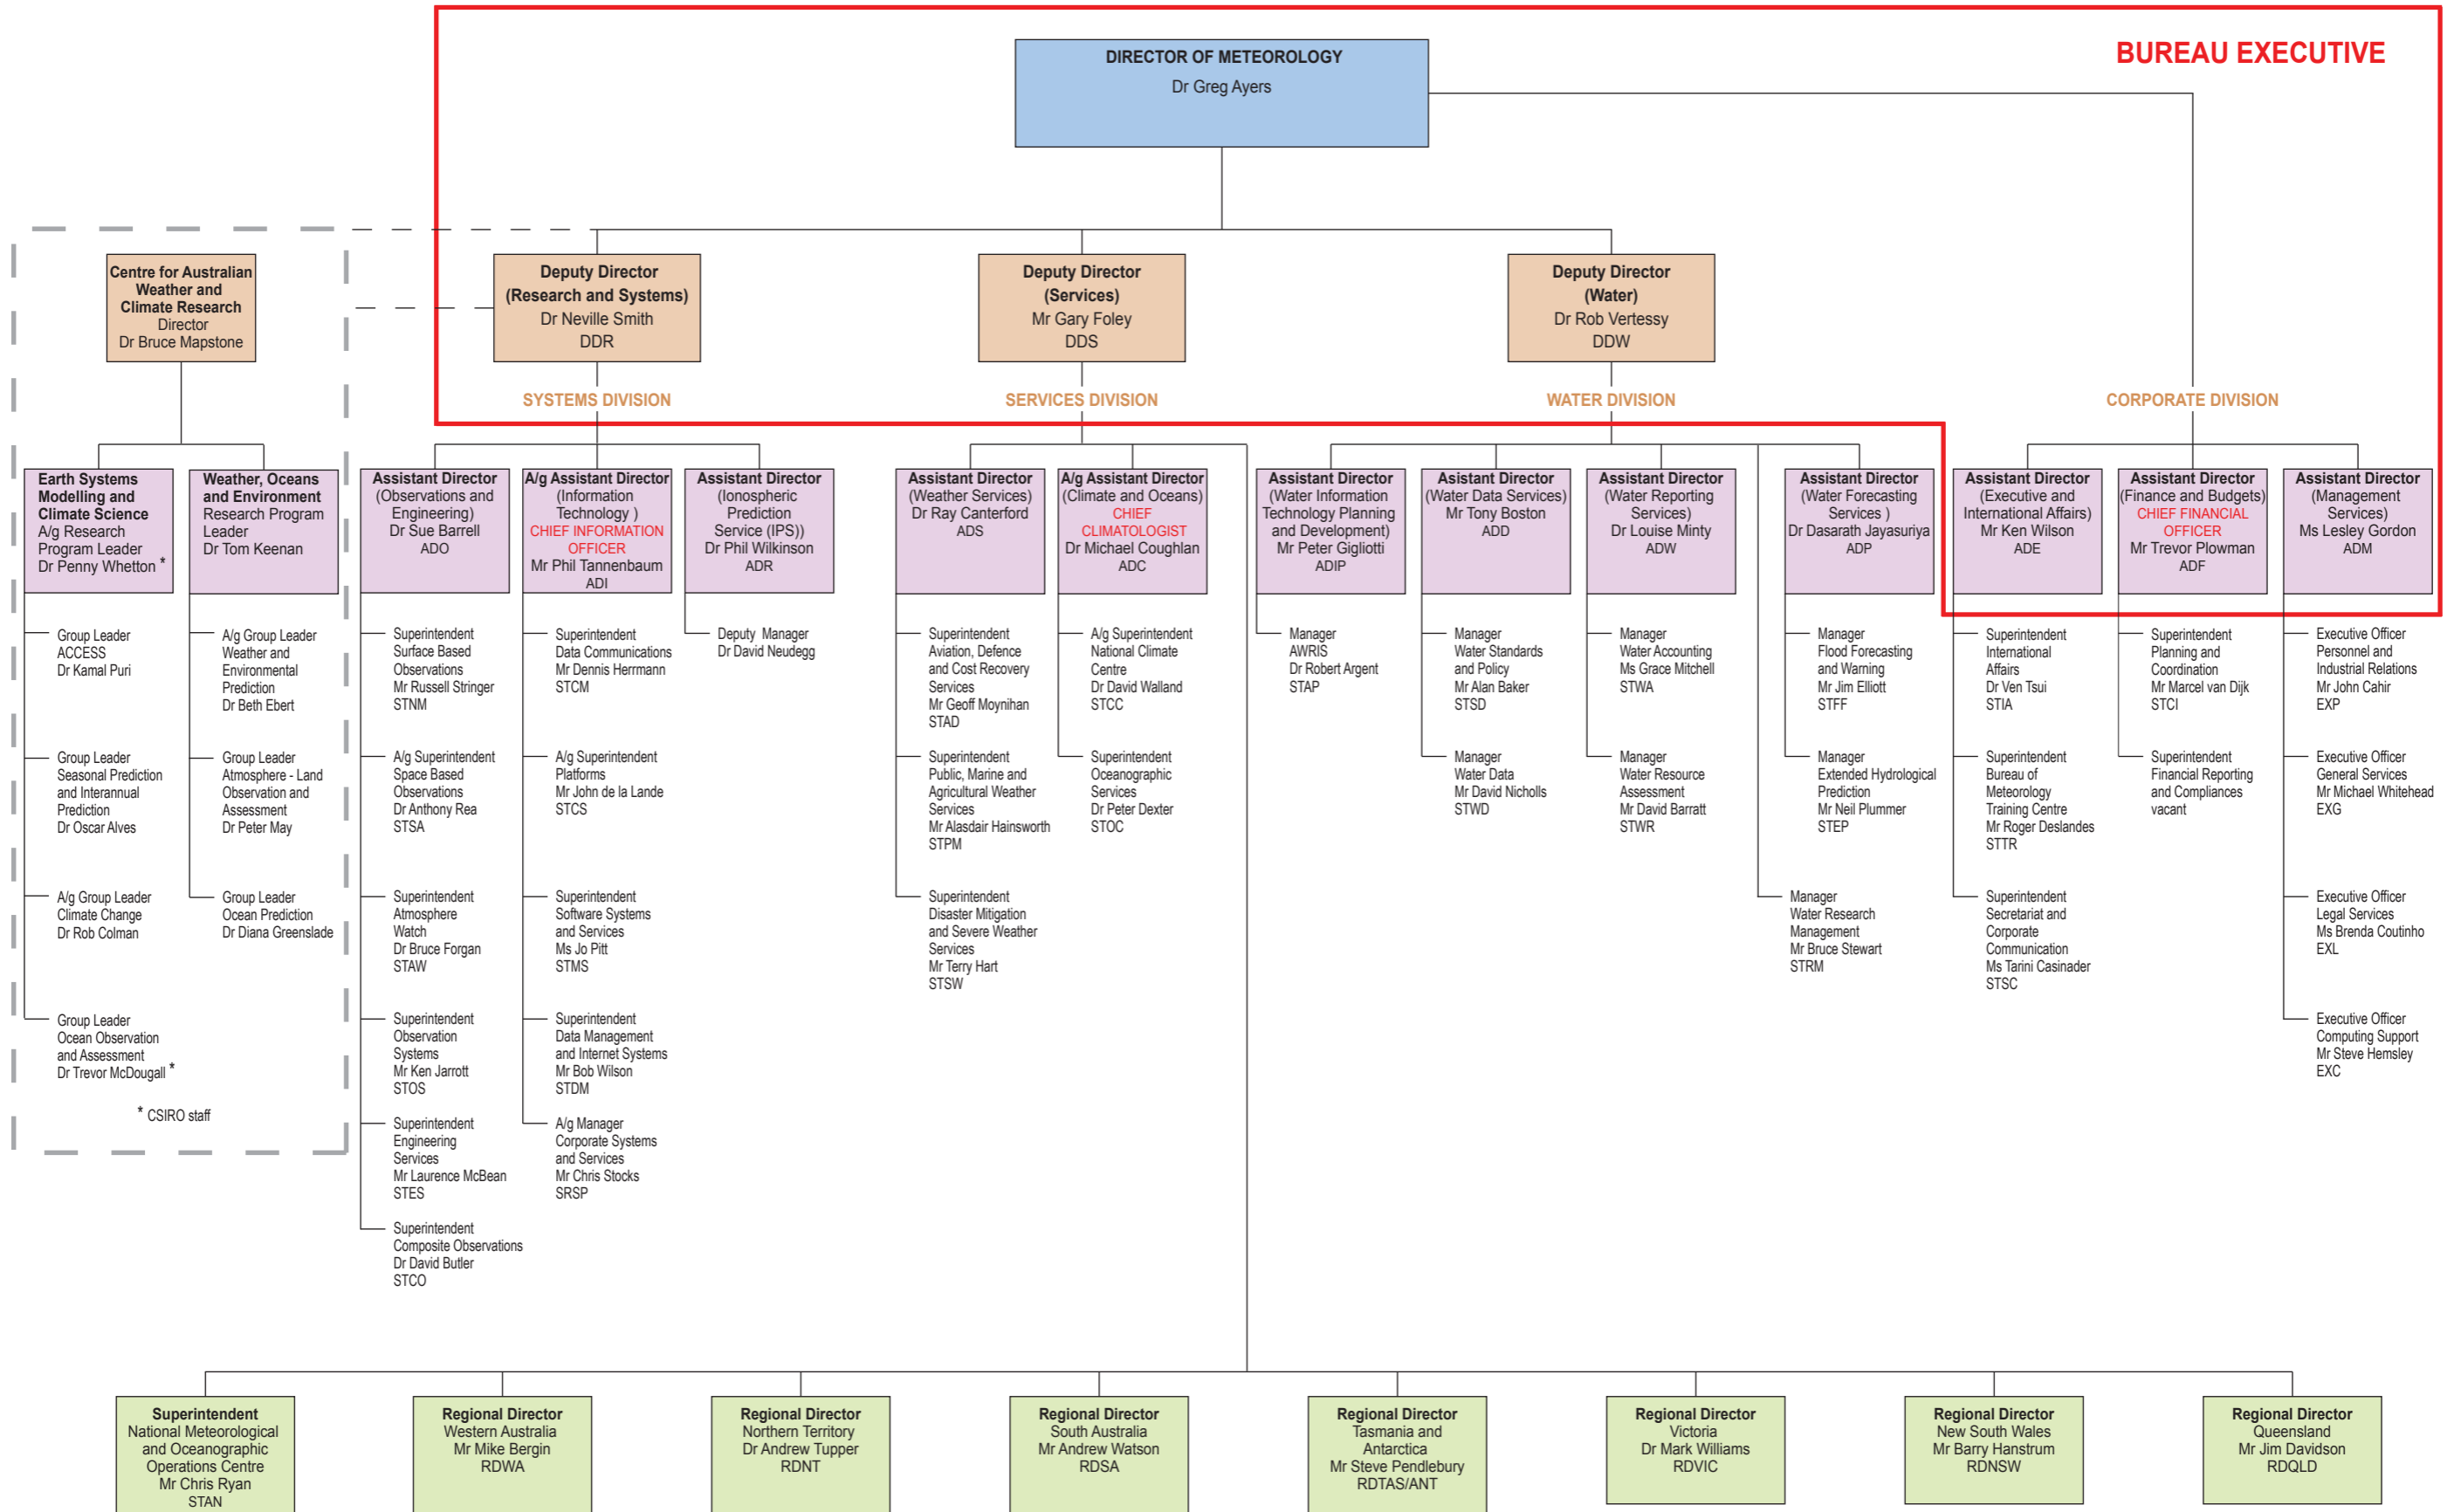 BUREAU EXECUTIVE
DIRECTOR OF METEOROLOGY
Dr Greg Ayers
Centre for Australian
Weather and
Climate Research
Director
Dr Bruce Mapstone
Deputy Director
(Research and Systems)
Dr Neville Smith
DDR
Deputy Director
(Services)
Mr Gary Foley
DDS
Deputy Director
(Water)
Dr Rob Vertessy
DDW
SYSTEMS DIVISION
SERVICES DIVISION
WATER DIVISION
CORPORATE DIVISION
Earth Systems
Modelling and
Climate Science
A/g Research
Program Leader
Dr Penny Whetton *
Weather, Oceans
and Environment
Research Program
Leader
Dr Tom Keenan
Assistant Director
(Observations and
Engineering)
Dr Sue Barrell
ADO
A/g Assistant Director
(Information
Technology )
CHIEF INFORMATION
OFFICER
Mr Phil Tannenbaum
ADI
Assistant Director
(Ionospheric
Prediction
Service (IPS))
Dr Phil Wilkinson
ADR
Assistant Director
(Weather Services)
Dr Ray Canterford
ADS
A/g Assistant Director
(Climate and Oceans)
CHIEF
CLIMATOLOGIST
Dr Michael Coughlan
ADC
Assistant Director
(Water Information
Technology Planning
and Development)
Mr Peter Gigliotti
ADIP
Asistant Director
(Water Data Services)
Mr Tony Boston
ADD
Assistant Director
(Water Reporting
Services)
Dr Louise Minty
ADW
Assistant Director
(Water Forecasting
Services )
Dr Dasarath Jayasuriya
ADP
Assistant Director
(Executive and
International Affairs)
Mr Ken Wilson
ADE
Assistant Director
(Finance and Budgets)
CHIEF FINANCIAL
OFFICER
Mr Trevor Plowman
ADF
Assistant Director
(Management
Services)
Ms Lesley Gordon
ADM
Group Leader
ACCESS
Dr Kamal Puri
Group Leader
Seasonal Prediction
and Interannual
Prediction
Dr Oscar Alves
A/g Group Leader
Climate Change
Dr Rob Colman
Group Leader
Ocean Observation
and Assessment
Dr Trevor McDougall *
A/g Group Leader
Weather and
Environmental
Prediction
Dr Beth Ebert
Group Leader
Atmosphere - Land
Observation and
Assessment
Dr Peter May
Group Leader
Ocean Prediction
Dr Diana Greenslade
* CSIRO staff
Superintendent
Surface Based
Observations
Mr Russell Stringer
STNM
A/g Superintendent
Space Based
Observations
Dr Anthony Rea
STSA
Superintendent
Atmosphere
Watch
Dr Bruce Forgan
STAW
Superintendent
Observation
Systems
Mr Ken Jarrott
STOS
Superintendent
Engineering
Services
Mr Laurence McBean
STES
Superintendent
Composite Observations
Dr David Butler
STCO
Superintendent
Data Communications
Mr Dennis Herrmann
STCM
A/g Superintendent
Platforms
Mr John de la Lande
STCS
Superintendent
Software Systems
and Services
Ms Jo Pitt
STMS
Superintendent
Data Management
and Internet Systems
Mr Bob Wilson
STDM
A/g Manager
Corporate Systems
and Services
Mr Chris Stocks
SRSP
Deputy Manager
Dr David Neudegg
Superintendent
Aviation, Defence
and Cost Recovery
Services
Mr Geoff Moynihan
STAD
Superintendent
Public, Marine and
Agricultural Weather
Services
Mr Alasdair Hainsworth
STPM
Superintendent
Disaster Mitigation
and Severe Weather
Services
Mr Terry Hart
STSW
A/g Superintendent
National Climate
Centre
Dr David Walland
STCC
Suprintendent
Oceanographic
Services
Dr Peter Dexter
STOC
Manager
AWRIS
Dr Robert Argent
STAP
Manager
Water Standards
and Policy
Mr Alan Baker
STSD
Manager
Water Data
Mr David Nicholls
STWD
Manager
Water Accounting
Ms Grace Mitchell
STWA
Manager
Water Resource
Assessment
Mr David Barratt
STWR
Manager
Flood Forecasting
and Warning
Mr Jim Elliott
STFF
Manager
Extended Hydrological
Prediction
Mr Neil Plummer
STEP
Manager
Water Research
Management
Mr Bruce Stewart
STRM
Superintendent
International
Affairs
Dr Ven Tsui
STIA
Superintendent
Bureau of
Meteorology
Training Centre
Mr Roger Deslandes
STTR
Superintendent
Secretariat and
Corporate
Communication
Ms Tarini Casinader
STSC
Superintendent
Planning and
Coordination
Mr Marcel van Dijk
STCI
Superintendent
Financial Reporting
and Compliances
vacant
Executive Officer
Personnel and
Industrial Relations
Mr John Cahir
EXP
Executive Officer
General Services
Mr Michael Whitehead
EXG
Executive Officer
Legal Services
Ms Brenda Coutinho
EXL
Executive Officer
Computing Support
Mr Steve Hemsley
EXC
Superintendent
National Meteorological
and Oceanographic
Operations Centre
Mr Chris Ryan
STAN
Regional Director
Western Australia
Mr Mike Bergin
RDWA
Regional Director
Northern Territory
Dr Andrew Tupper
RDNT
Regional Director
South Australia
Mr Andrew Watson
RDSA
Regional Director
Tasmania and
Antarctica
Mr Steve Pendlebury
RDTAS/ANT
Regional Director
Victoria
Dr Mark Williams
RDVIC
Regional Director
New South Wales
Mr Barry Hanstrum
RDNSW
Regional Director
Queensland
Mr Jim Davidson
RDQLD